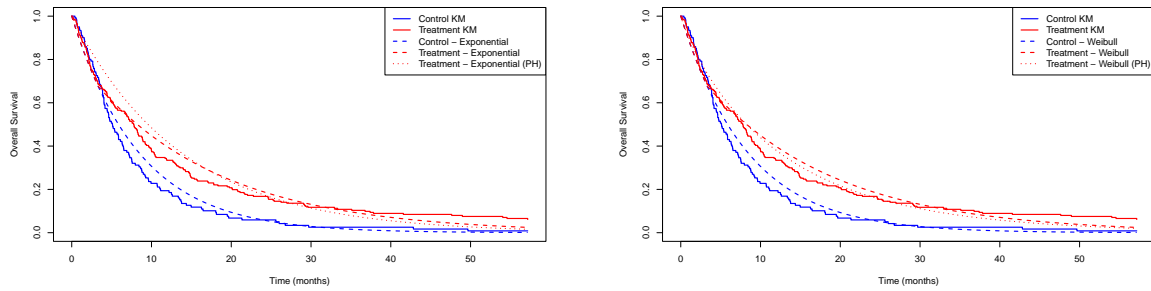 Control KM
Treatment KM
Control – Exponential
Treatment – Exponential
Treatment – Exponential (PH)
Overall Survival
1.0
0.8
0.6
0.4
0.2
0.0
0 10 20 30 40 50
Time (months)
Control KM
Treatment KM
Control – Weibull
Treatment – Weibull
Treatment – Weibull (PH)
Overall Survival
1.0
0.8
0.6
0.4
0.2
0.0
0 10 20 30 40 50
Time (months)